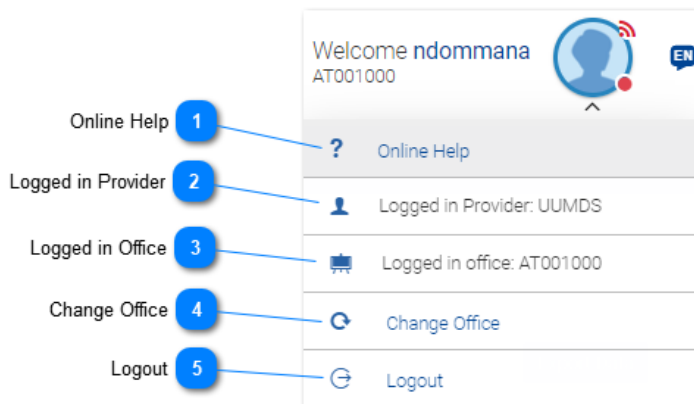 Welcome ndommana
AT001000
EN
Online Help 1
? Online Help
Logged in Provider 2
Logged in Provider: UUMDS
Logged in Office 3
Logged in office: AT001000
Change Office 4
Change Office
Logout 5
Logout